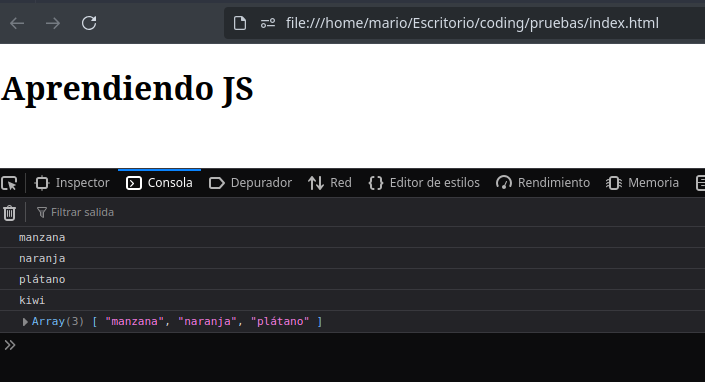 file:///home/mario/Escritorio/coding/pruebas/index.html
Aprendiendo JS
Inspector Consola Depurador Red Editor de estilos Rendimiento Memoria
Filtrar salida
manzana
naranja
plátano
kiwi
Array(3) [ "manzana", "naranja", "plátano" ]